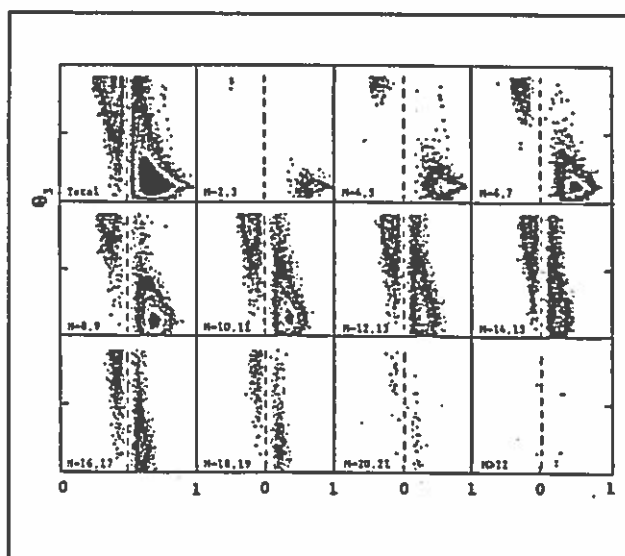 Total
M=2,3
M=4,5
M=6,7
M=8,9
M=10,11
M=12,13
M=14,15
M=16,17
M=18,19
M=20,21
M>22
0 1 0 1 0 1 0 1